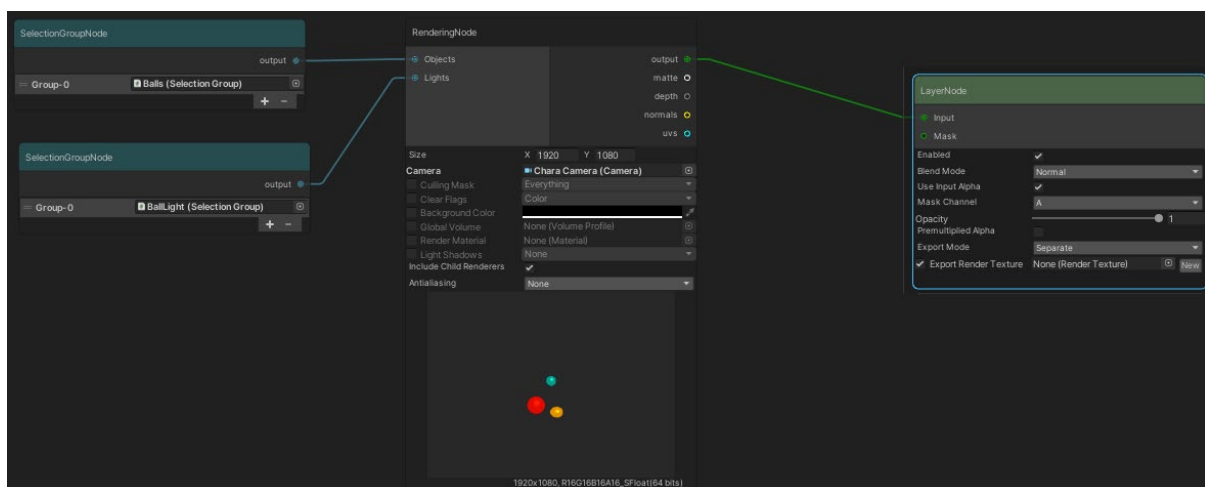 SelectionGroupNode
output
Group-0 Balls (Selection Group)
+ −
SelectionGroupNode
output
Group-0 BallLight (Selection Group)
+ −
RenderingNode
Objects output
Lights matte
depth
normals
uvs
Size X 1920 Y 1080
Camera Chara Camera (Camera)
Culling Mask Everything
Clear Flags Color
Background Color
Global Volume None (Volume Profile)
Render Material None (Material)
Light Shadows None
Include Child Renderers
Antialiasing None
1920x1080, R16G16B16A16_SFloat(64 bits)
LayerNode
Input
Mask
Enabled
Blend Mode Normal
Use Input Alpha
Mask Channel A
Opacity 1
Premultiplied Alpha
Export Mode Separate
Export Render Texture None (Render Texture) New